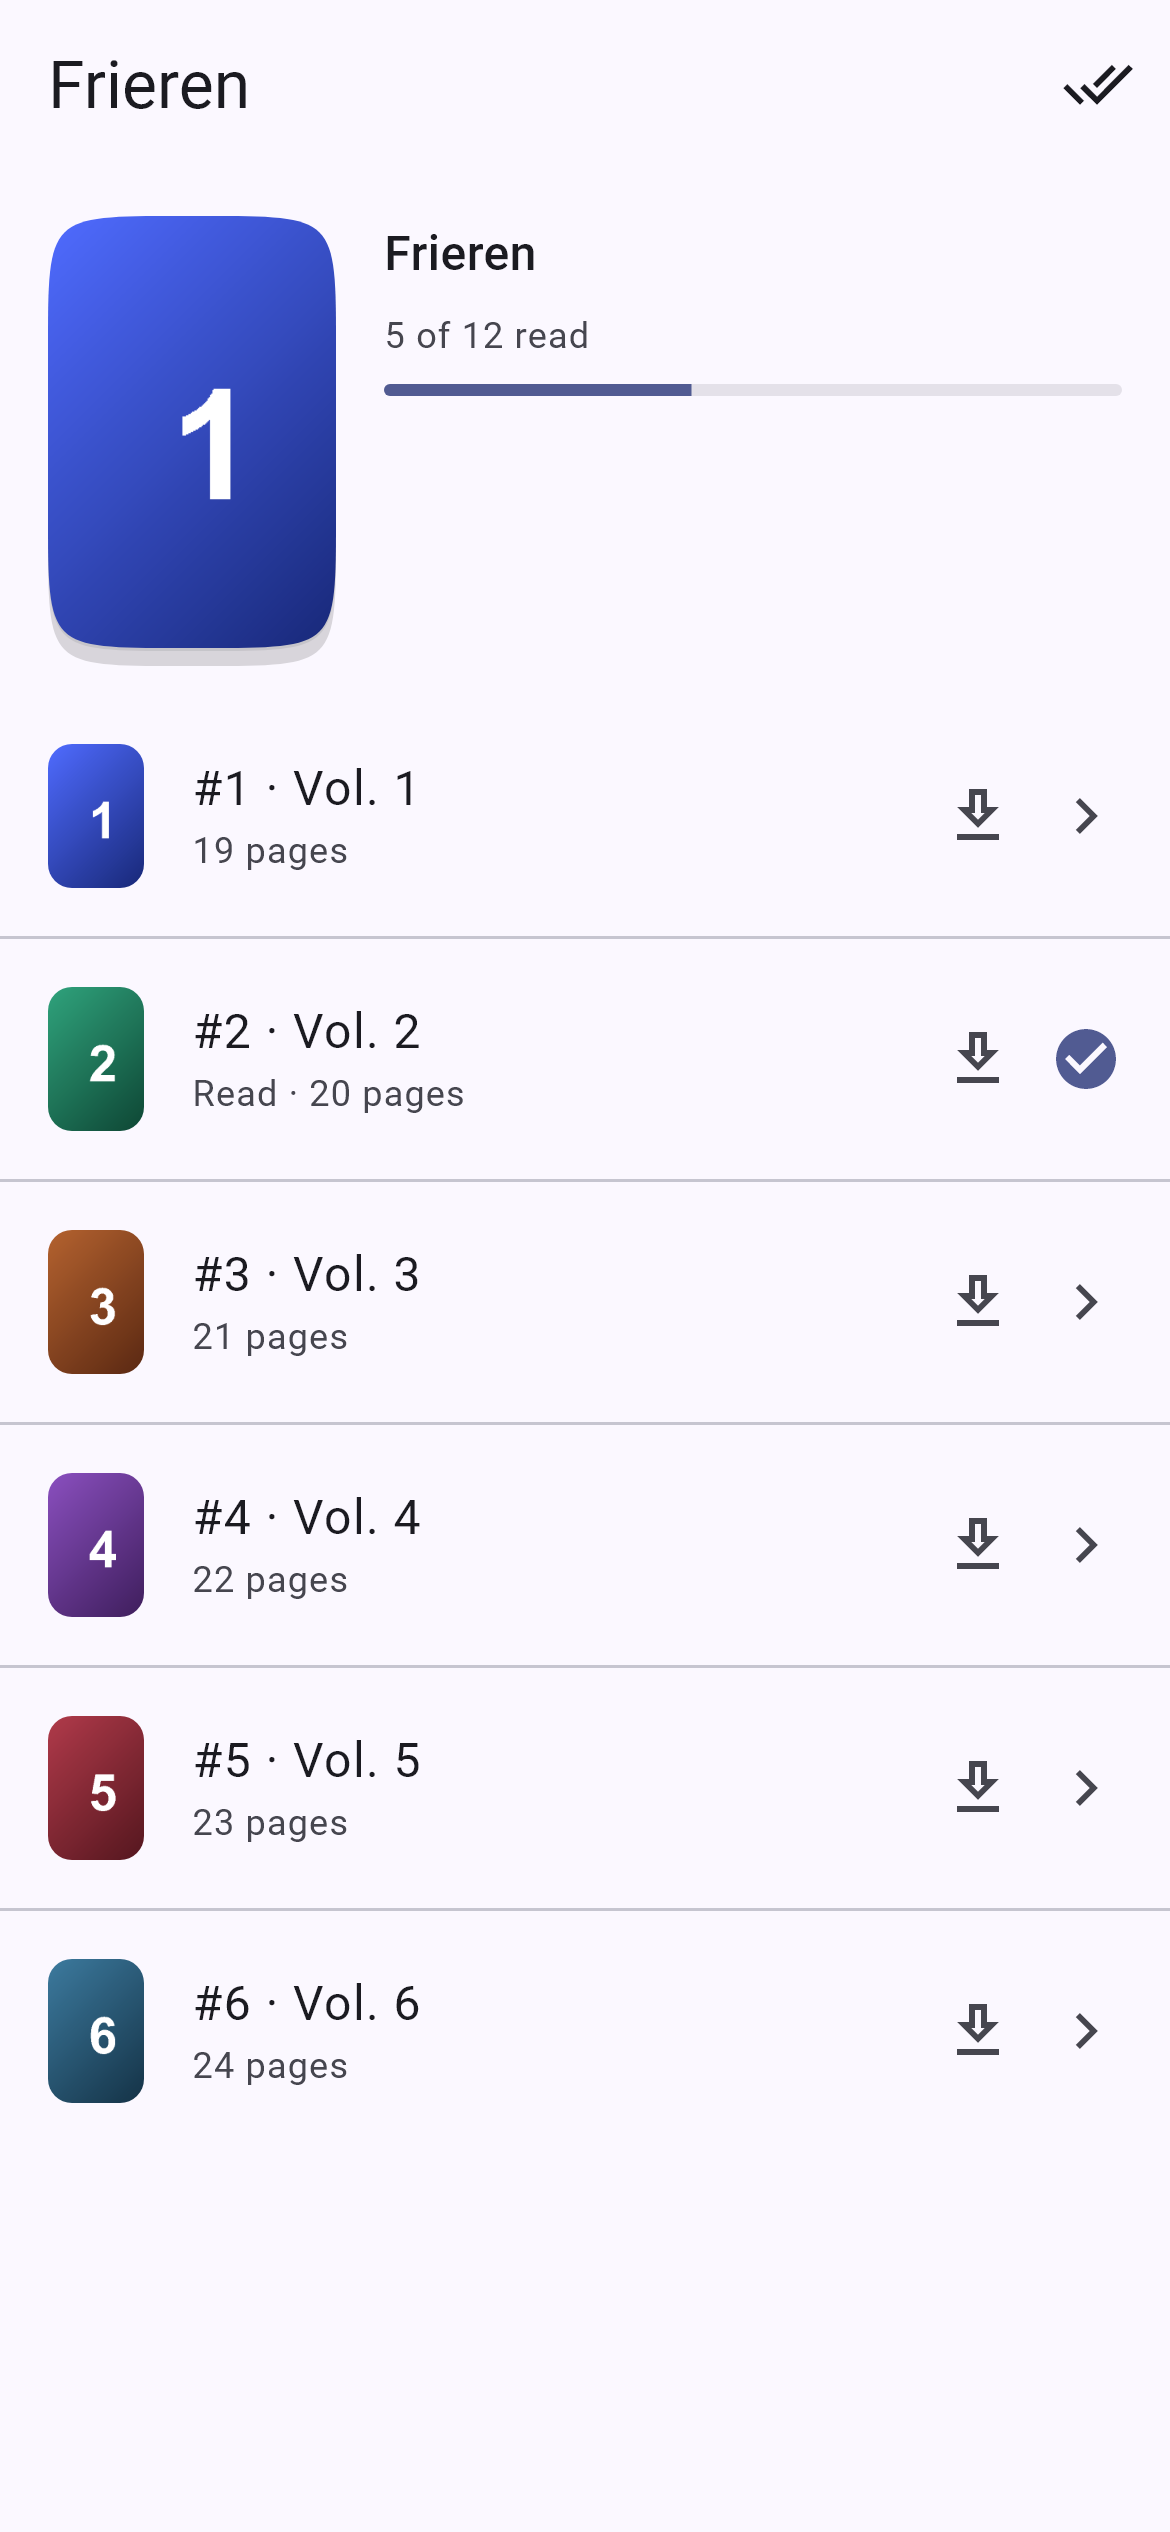 Frieren
1
Frieren
5 of 12 read
1
#1 · Vol. 1
19 pages
2
#2 · Vol. 2
Read · 20 pages
3
#3 · Vol. 3
21 pages
4
#4 · Vol. 4
22 pages
5
#5 · Vol. 5
23 pages
6
#6 · Vol. 6
24 pages